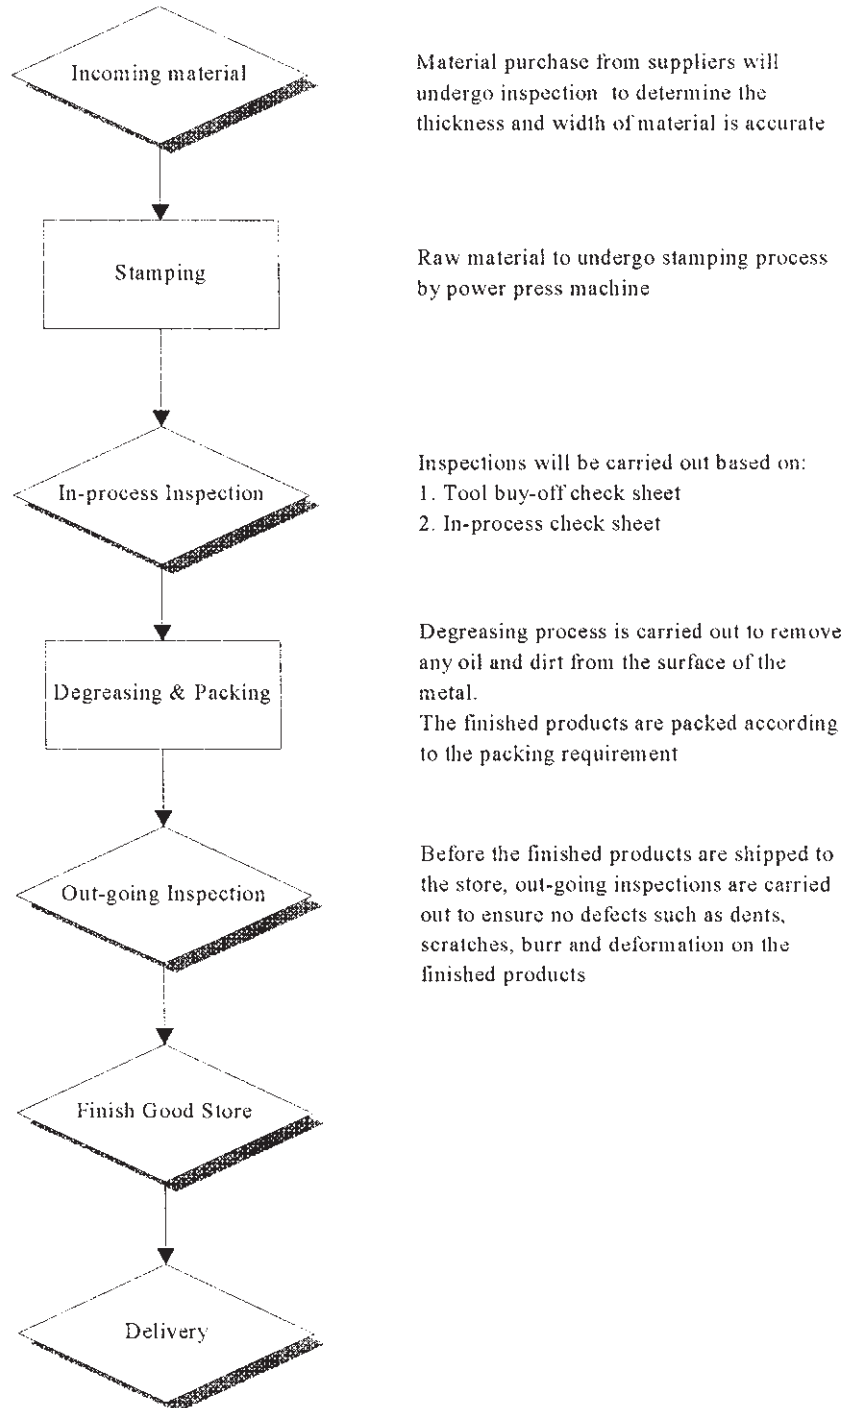 Incoming material
Material purchase from suppliers will
undergo inspection to determine the
thickness and width of material is accurate
Stamping
Raw material to undergo stamping process
by power press machine
In-process Inspection
Inspections will be carried out based on:
1. Tool buy-off check sheet
2. In-process check sheet
Degreasing & Packing
Degreasing process is carried out to remove
any oil and dirt from the surface of the
metal.
The finished products are packed according
to the packing requirement
Out-going Inspection
Before the finished products are shipped to
the store, out-going inspections are carried
out to ensure no defects such as dents,
scratches, burr and deformation on the
finished products
Finish Good Store
Delivery